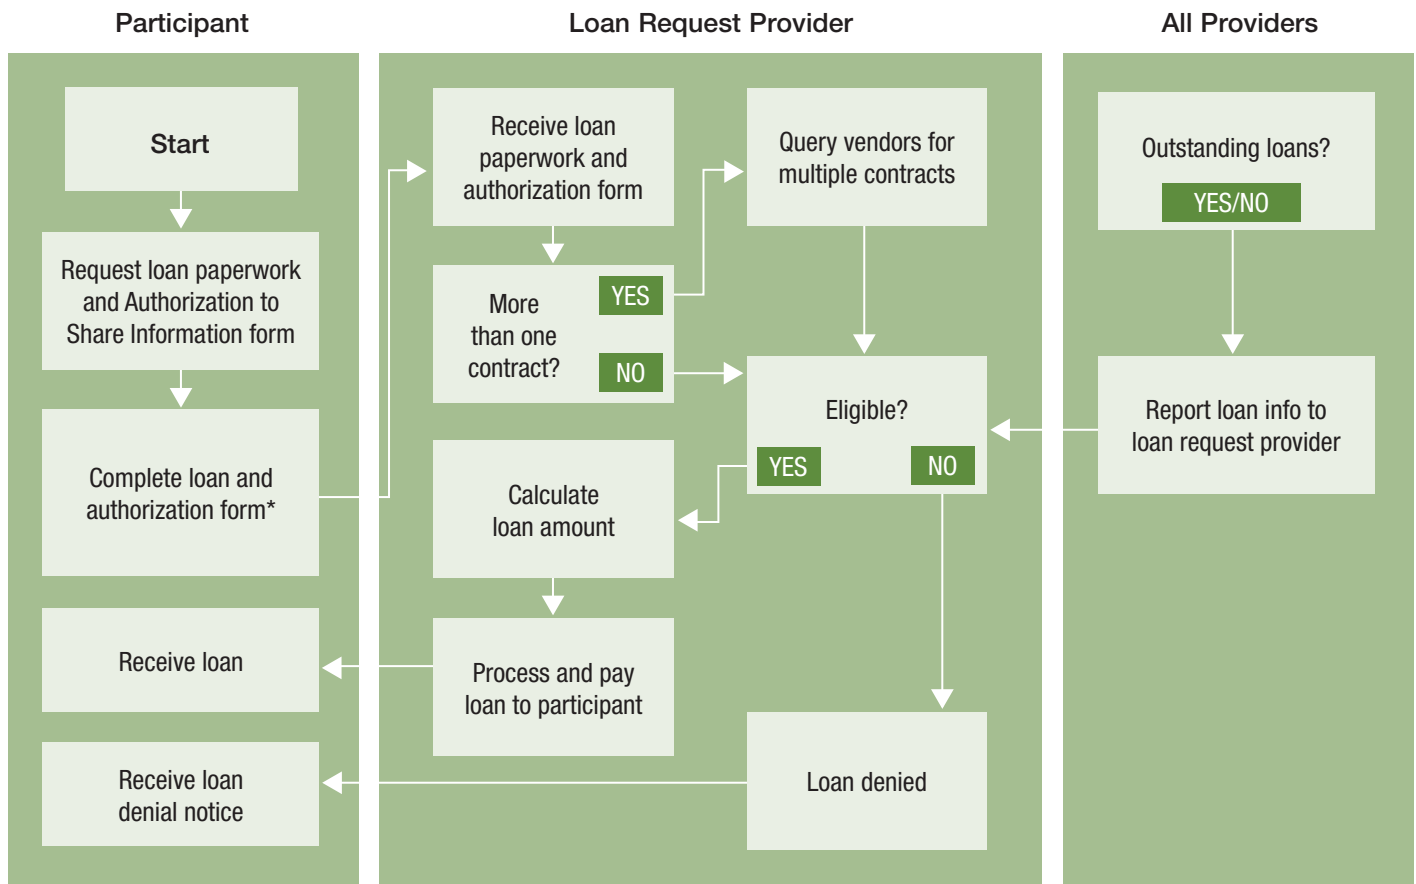 Participant
Start
Request loan paperwork
and Authorization to
Share Information form
Complete loan and
authorization form*
Receive loan
Receive loan
denial notice
Loan Request Provider
Receive loan
paperwork and
authorization form
More
than one
contract?
YES
NO
Query vendors for
multiple contracts
Eligible?
YES
NO
Calculate
loan amount
Process and pay
loan to participant
Loan denied
All Providers
Outstanding loans?
YES/NO
Report loan info to
loan request provider